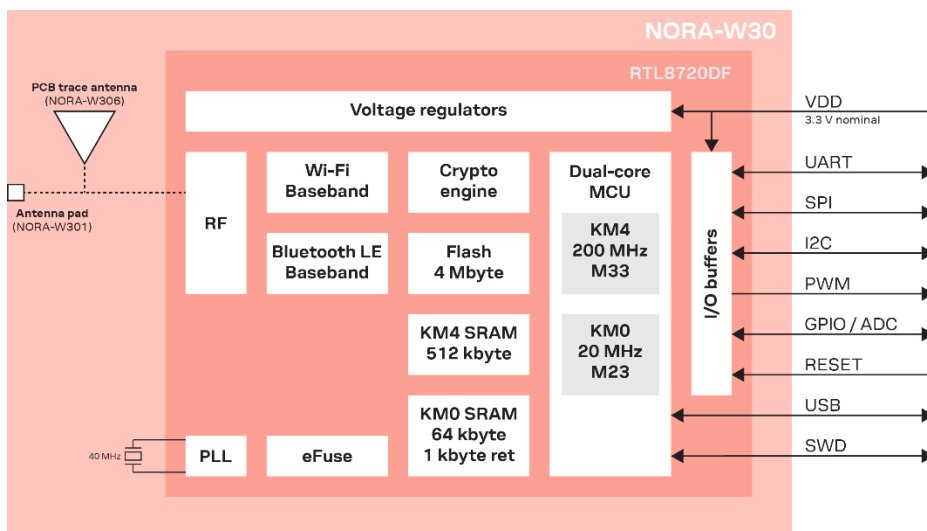 NORA-W30
RTL8720DF
PCB trace antenna
(NORA-W306)
Antenna pad
(NORA-W301)
Voltage regulators
RF
Wi-Fi
Baseband
Bluetooth LE
Baseband
Crypto
engine
Flash
4 Mbyte
KM4 SRAM
512 kbyte
KM0 SRAM
64 kbyte
1 kbyte ret
Dual-core
MCU
KM4
200 MHz
M33
KM0
20 MHz
M23
I/O buffers
40 MHz
PLL
eFuse
VDD
3.3 V nominal
UART
SPI
I2C
PWM
GPIO / ADC
RESET
USB
SWD